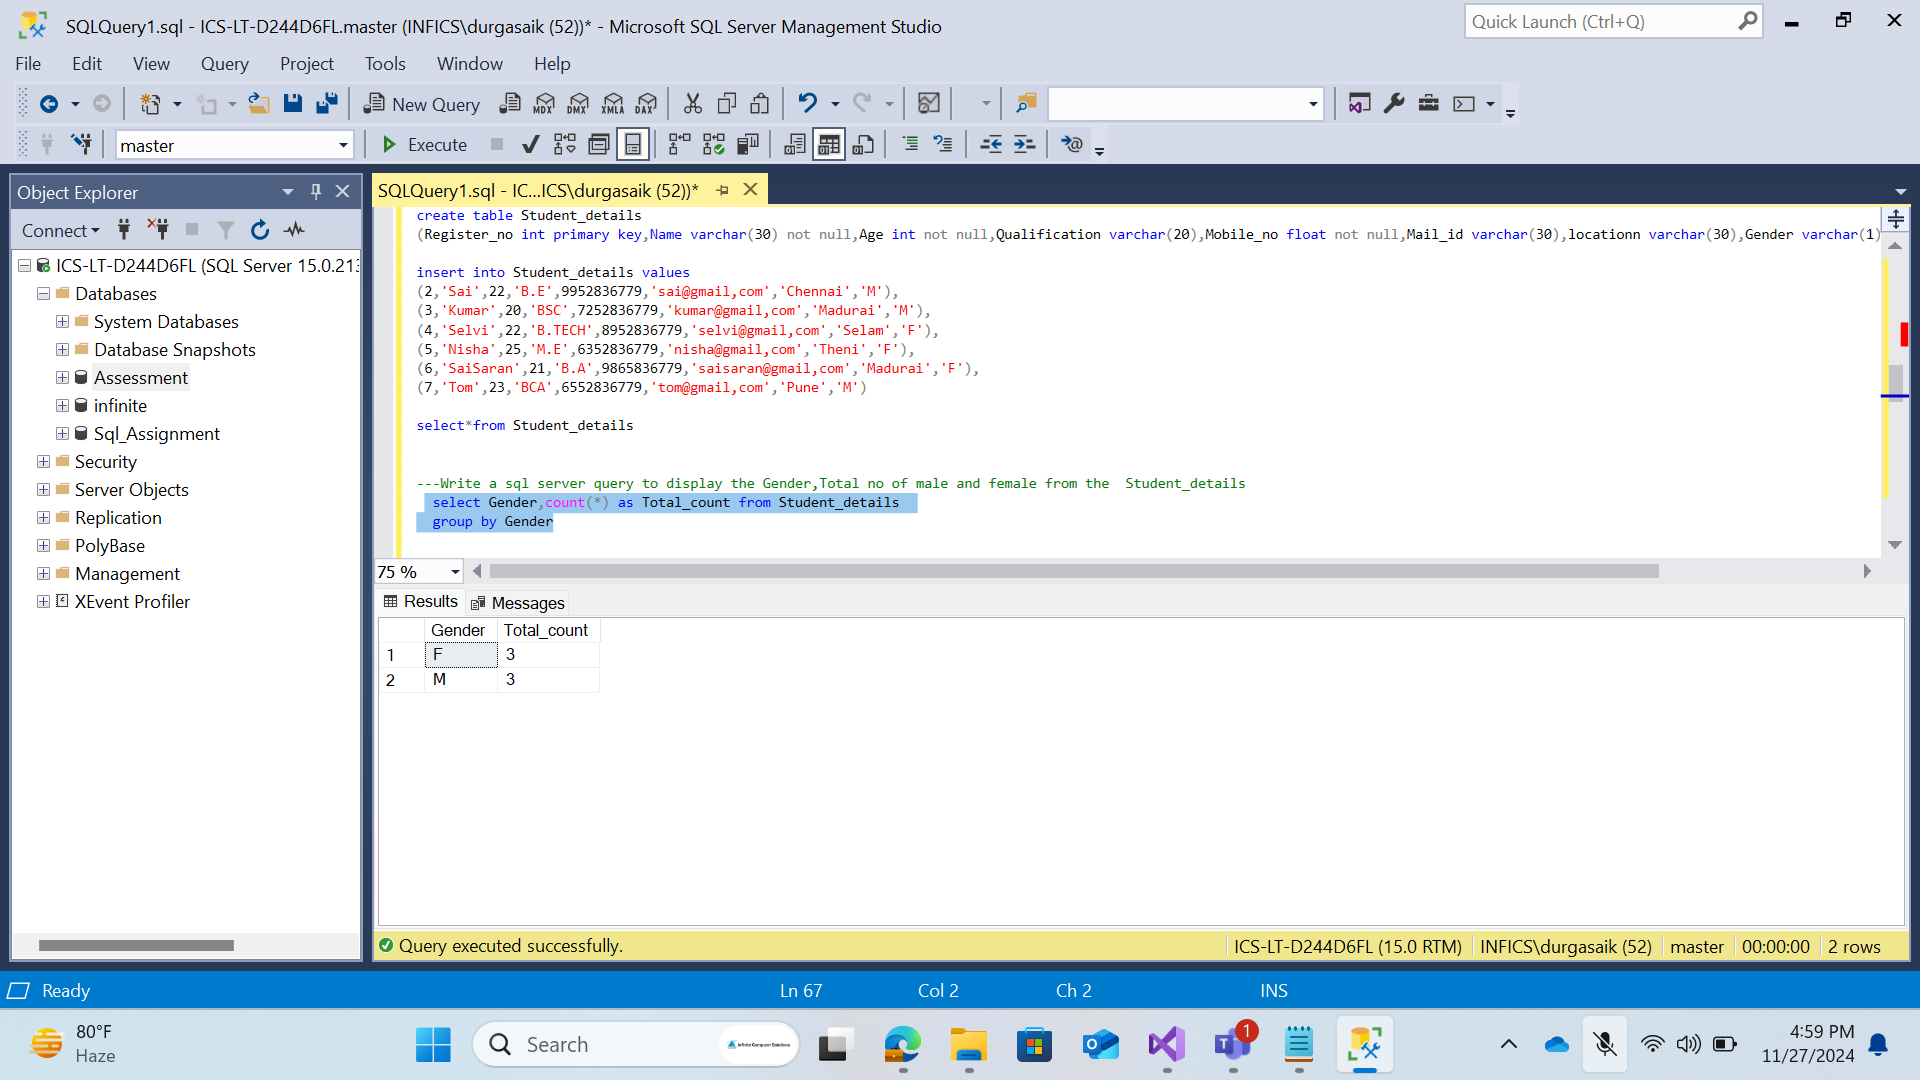 SQLQuery1.sql - ICS-LT-D244D6FL.master (INFICS\durgasaik (52))* - Microsoft SQL Server Management Studio
Quick Launch (Ctrl+Q)
File Edit View Query Project Tools Window Help
New Query MDX DMX XMLA DAX
master
Execute
Object Explorer
SQLQuery1.sql - IC...ICS\durgasaik (52))*
Connect
ICS-LT-D244D6FL (SQL Server 15.0.213
Databases
System Databases
Database Snapshots
Assessment
infinite
Sql_Assignment
Security
Server Objects
Replication
PolyBase
Management
XEvent Profiler
create table Student_details
(Register_no int primary key,Name varchar(30) not null,Age int not null,Qualification varchar(20),Mobile_no float not null,Mail_id varchar(30),locationn varchar(30),Gender varchar(1)
insert into Student_details values
(2,'Sai',22,'B.E',9952836779,'sai@gmail,com','Chennai','M'),
(3,'Kumar',20,'BSC',7252836779,'kumar@gmail,com','Madurai','M'),
(4,'Selvi',22,'B.TECH',8952836779,'selvi@gmail,com','Selam','F'),
(5,'Nisha',25,'M.E',6352836779,'nisha@gmail,com','Theni','F'),
(6,'SaiSaran',21,'B.A',9865836779,'saisaran@gmail,com','Madurai','F'),
(7,'Tom',23,'BCA',6552836779,'tom@gmail,com','Pune','M')
select*from Student_details
---Write a sql server query to display the Gender,Total no of male and female from the  Student_details
select Gender,count(*) as Total_count from Student_details
group by Gender
75 %
Results Messages
Gender Total_count
1 F 3
2 M 3
Query executed successfully.
ICS-LT-D244D6FL (15.0 RTM) INFICS\durgasaik (52) master 00:00:00 2 rows
Ready Ln 67 Col 2 Ch 2 INS
80°F
Haze
Search
Infinite Computer Solutions
1
4:59 PM
11/27/2024